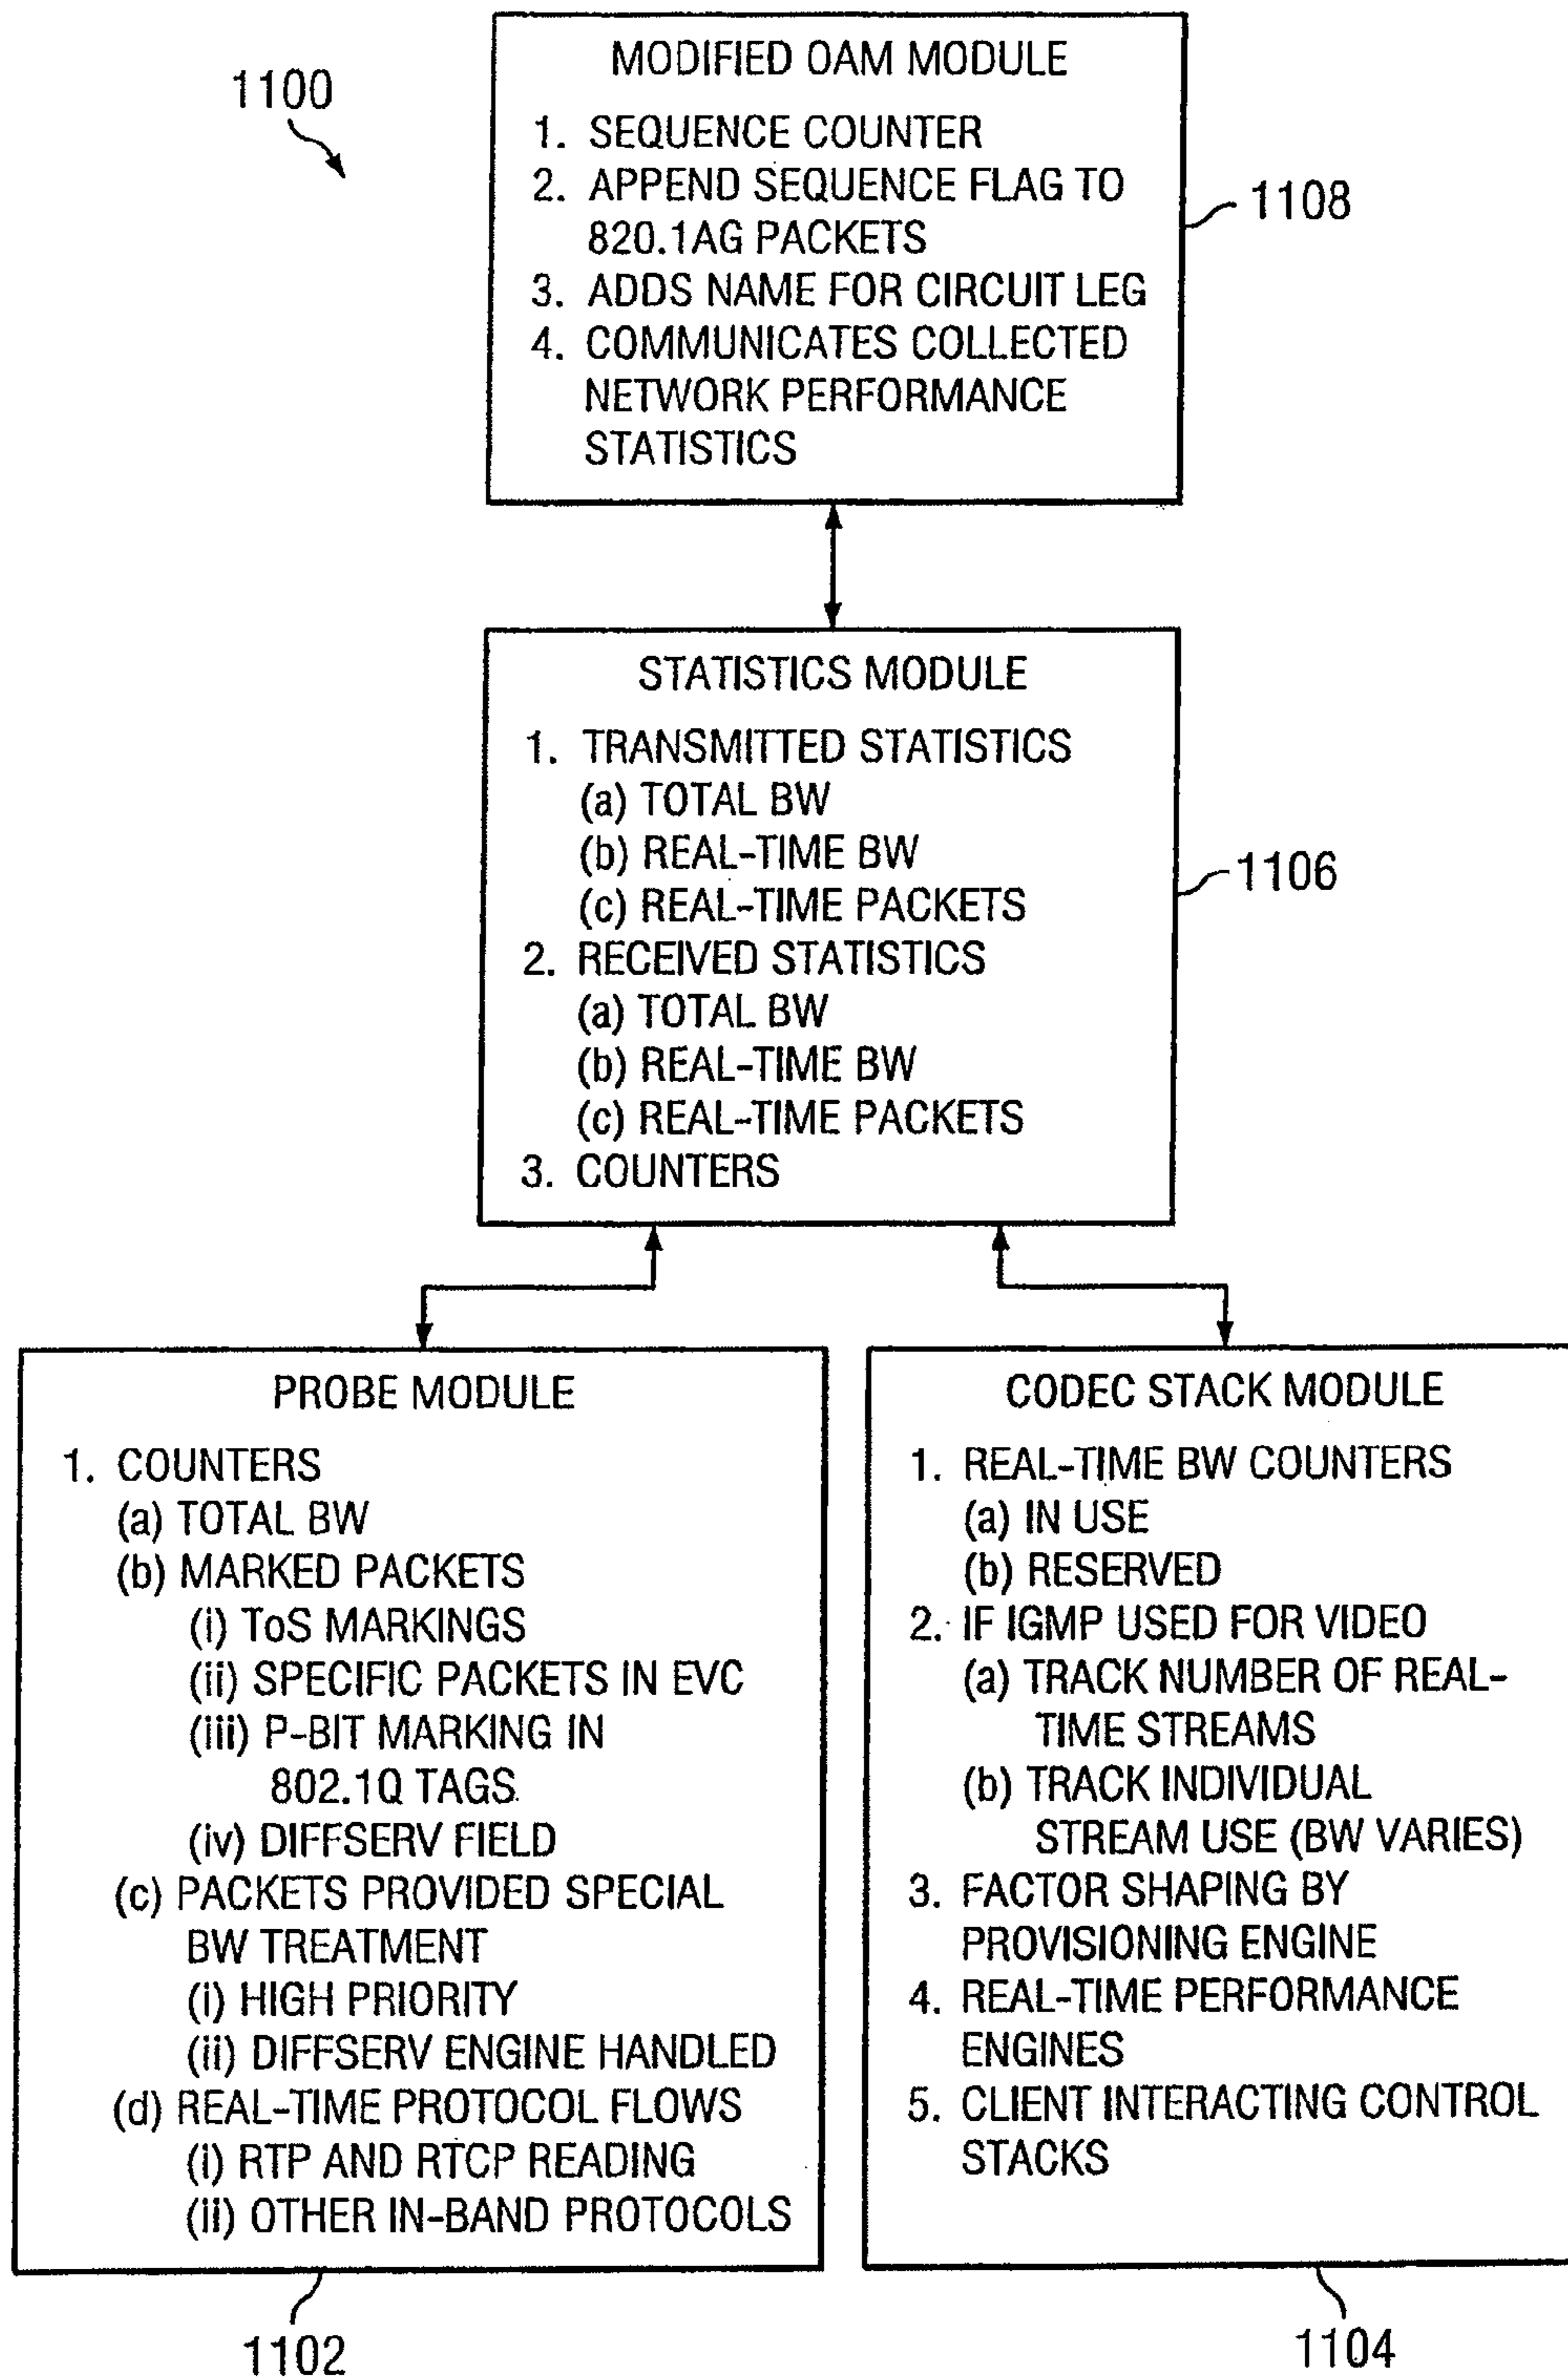 1100
MODIFIED OAM MODULE
1. SEQUENCE COUNTER
2. APPEND SEQUENCE FLAG TO
820.1AG PACKETS
3. ADDS NAME FOR CIRCUIT LEG
4. COMMUNICATES COLLECTED
NETWORK PERFORMANCE
STATISTICS
1108
STATISTICS MODULE
1. TRANSMITTED STATISTICS
(a) TOTAL BW
(b) REAL-TIME BW
(c) REAL-TIME PACKETS
2. RECEIVED STATISTICS
(a) TOTAL BW
(b) REAL-TIME BW
(c) REAL-TIME PACKETS
3. COUNTERS
1106
PROBE MODULE
1. COUNTERS
(a) TOTAL BW
(b) MARKED PACKETS
(i) ToS MARKINGS
(ii) SPECIFIC PACKETS IN EVC
(iii) P-BIT MARKING IN
802.1Q TAGS
(iv) DIFFSERV FIELD
(c) PACKETS PROVIDED SPECIAL
BW TREATMENT
(i) HIGH PRIORITY
(ii) DIFFSERV ENGINE HANDLED
(d) REAL-TIME PROTOCOL FLOWS
(i) RTP AND RTCP READING
(ii) OTHER IN-BAND PROTOCOLS
1102
CODEC STACK MODULE
1. REAL-TIME BW COUNTERS
(a) IN USE
(b) RESERVED
2. IF IGMP USED FOR VIDEO
(a) TRACK NUMBER OF REAL-
TIME STREAMS
(b) TRACK INDIVIDUAL
STREAM USE (BW VARIES)
3. FACTOR SHAPING BY
PROVISIONING ENGINE
4. REAL-TIME PERFORMANCE
ENGINES
5. CLIENT INTERACTING CONTROL
STACKS
1104